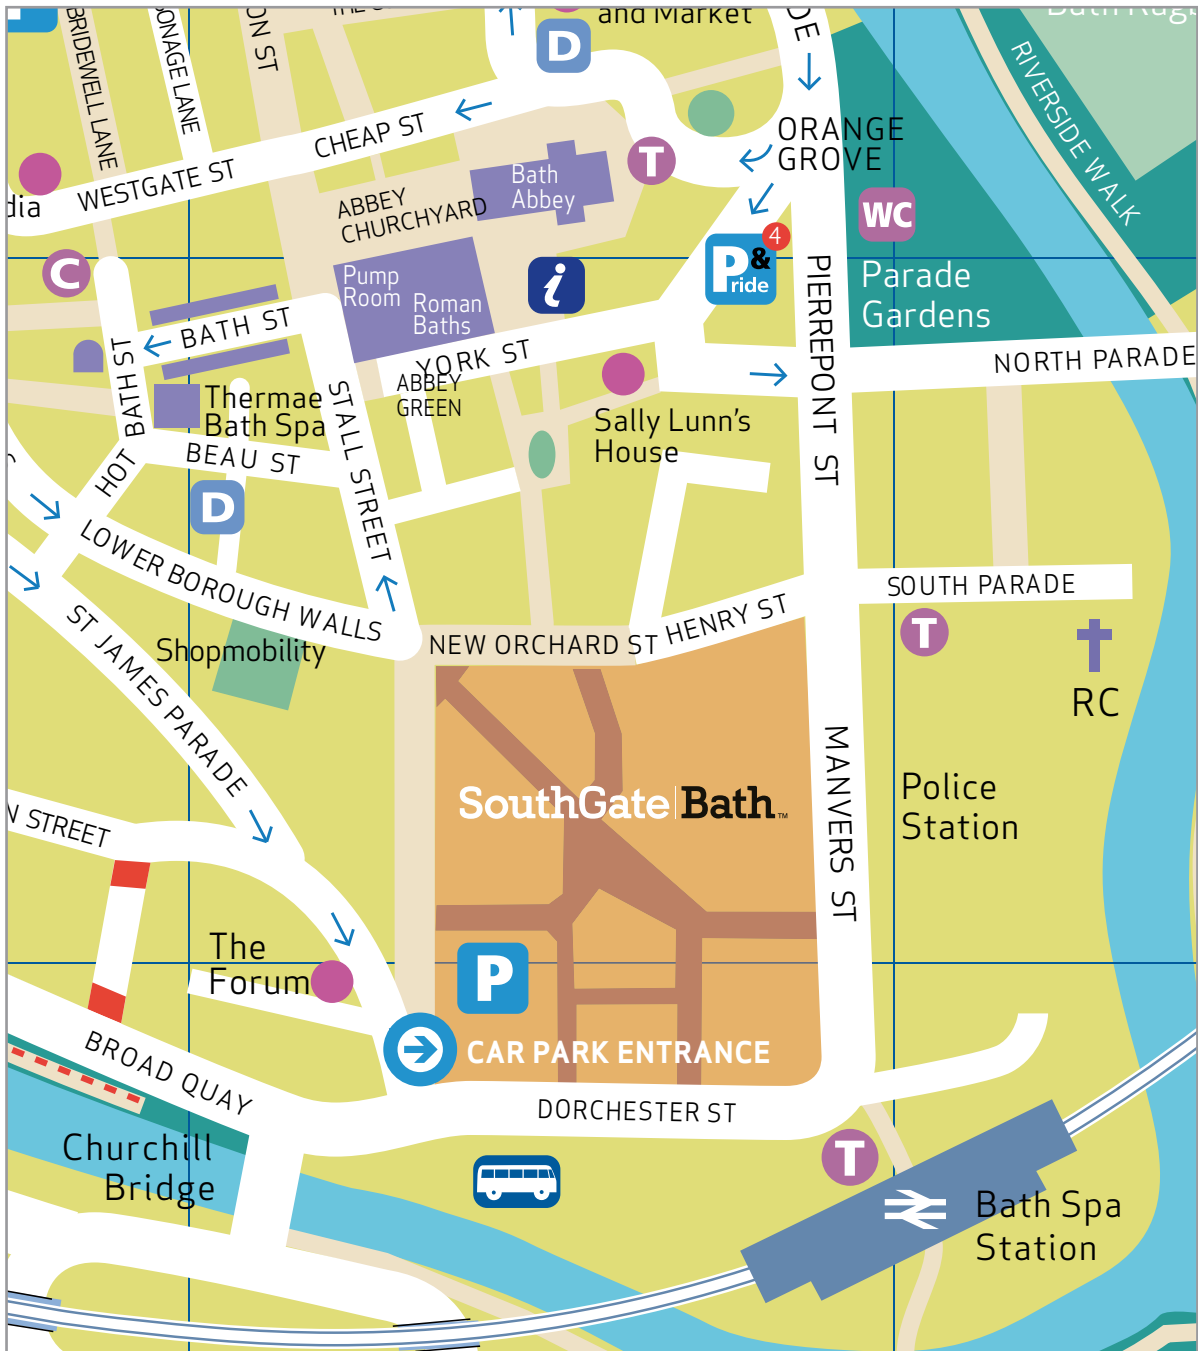 and Market
BRIDEWELL LANE
ON ST
D
RIVERSIDE WALK
ORANGE
GROVE
CHEAP ST
WESTGATE ST
T
Bath
Abbey
ABBEY
CHURCHYARD
dia
WC
C
4
P&
ride
i
Parade
Gardens
Pump
Room
Roman
Baths
BATH ST
YORK ST
PIERREPONT ST
NORTH PARADE
HOT BATH ST
Thermae
Bath Spa
STALL STREET
ABBEY
GREEN
Sally Lunn's
House
BEAU ST
D
LOWER BOROUGH WALLS
SOUTH PARADE
HENRY ST
NEW ORCHARD ST
T
Shopmobility
ST JAMES PARADE
RC
MANVERS ST
SouthGate Bath™
Police
Station
N STREET
The
Forum
P
CAR PARK ENTRANCE
BROAD QUAY
DORCHESTER ST
Churchill
Bridge
T
Bath Spa
Station